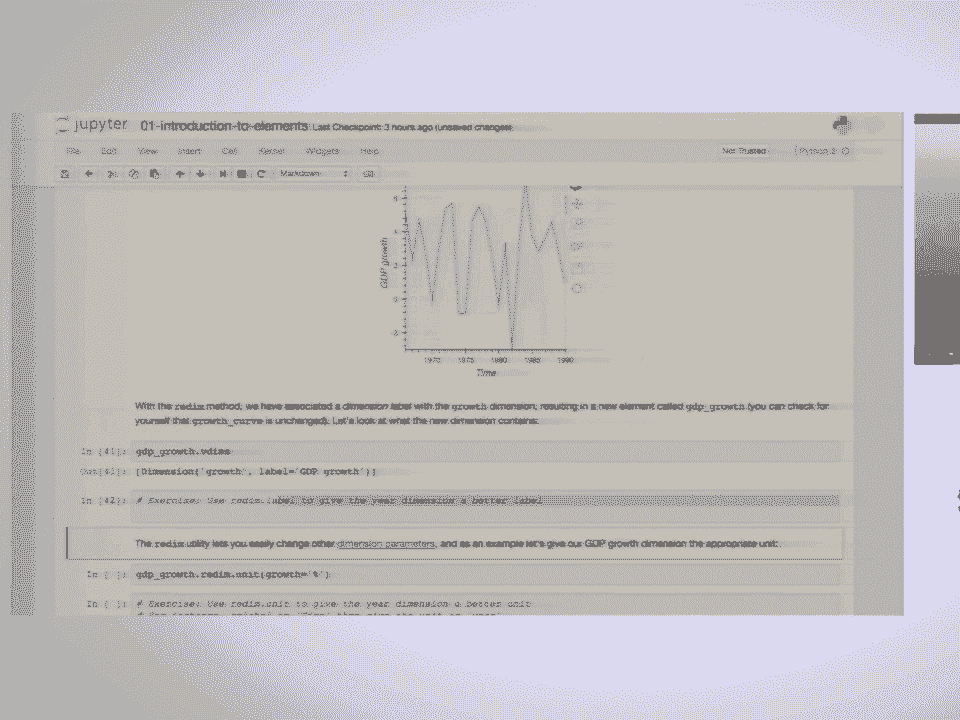 jupyter 01-introduction-to-elements Last Checkpoint: 3 hours ago (unsaved changes)
File Edit View Insert Cell Kernel Widgets Help Not Trusted Python 3
Markdown
GDP growth
1970 1975 1980 1985 1990
Time
With the redim method, we have associated a dimension label with the growth dimension, resulting in a new element called gdp_growth (you can check for
yourself that growth_curve is unchanged). Let's look at what the new dimension contains:
In [41]: gdp_growth.vdims
Out[41]: [Dimension('growth', label='GDP growth')]
In [42]: # Exercise: Use redim.label to give the year dimension a better label
The redim utility lets you easily change other dimension parameters, and as an example let's give our GDP growth dimension the appropriate unit:
In [ ]: gdp_growth.redim.unit(growth='%')
In [ ]: # Exercise: Use redim.unit to give the year dimension a better unit